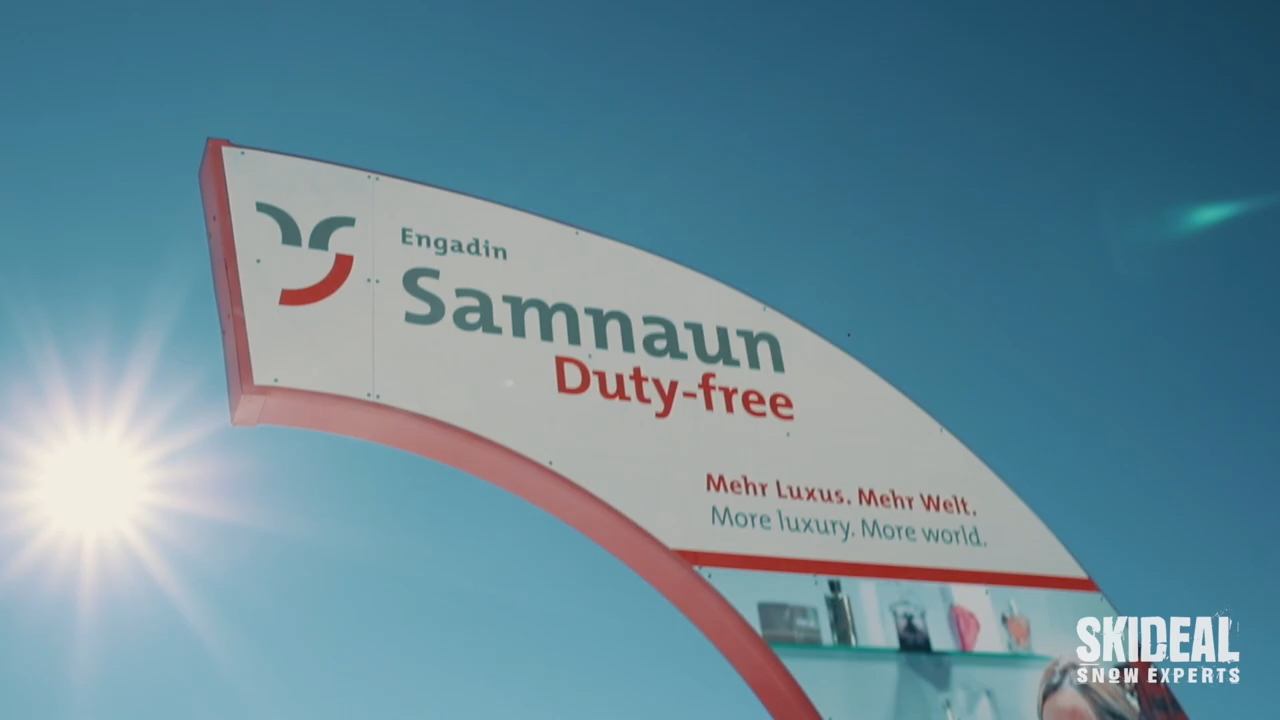 Engadin
Samnaun
Duty-free
Mehr Luxus. Mehr Welt.
More luxury. More world.
SKIDEAL
SNOW EXPERTS